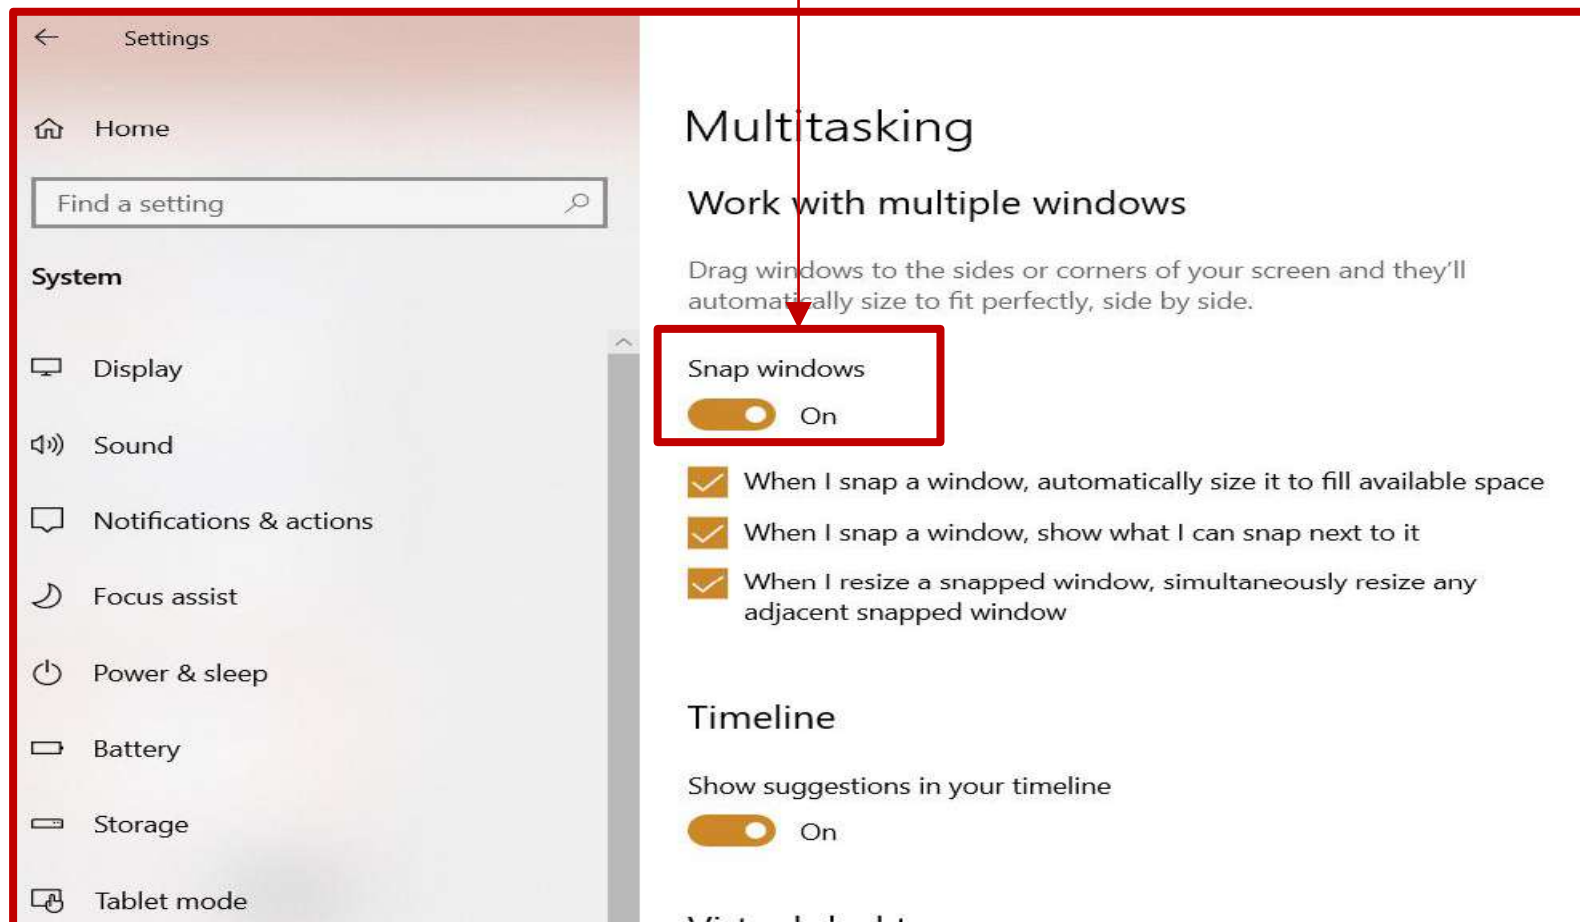 Settings
Home
Find a setting
System
Display
Sound
Notifications & actions
Focus assist
Power & sleep
Battery
Storage
Tablet mode
Multitasking
Work with multiple windows
Drag windows to the sides or corners of your screen and they'll
automatically size to fit perfectly, side by side.
Snap windows
On
When I snap a window, automatically size it to fill available space
When I snap a window, show what I can snap next to it
When I resize a snapped window, simultaneously resize any
adjacent snapped window
Timeline
Show suggestions in your timeline
On